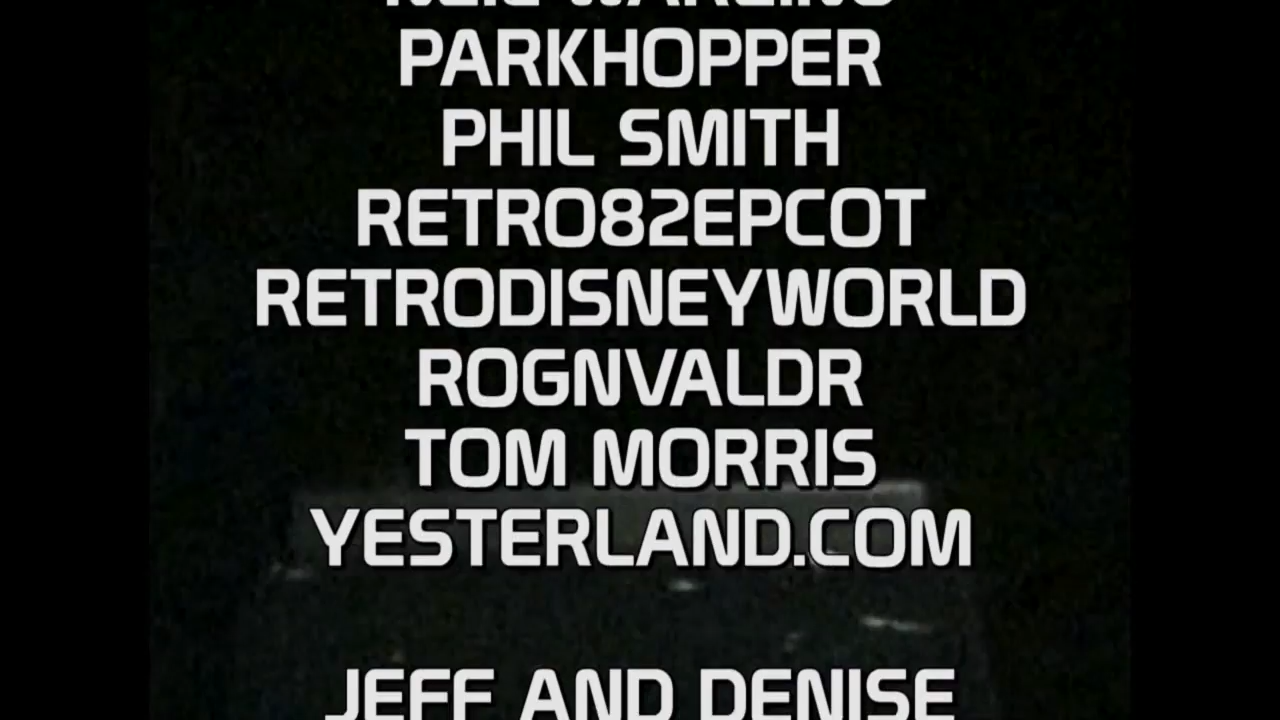 PARKHOPPER
PHIL SMITH
RETRO82EPCOT
RETRODISNEYWORLD
ROGNVALDR
TOM MORRIS
YESTERLAND.COM
JEFF AND DENISE